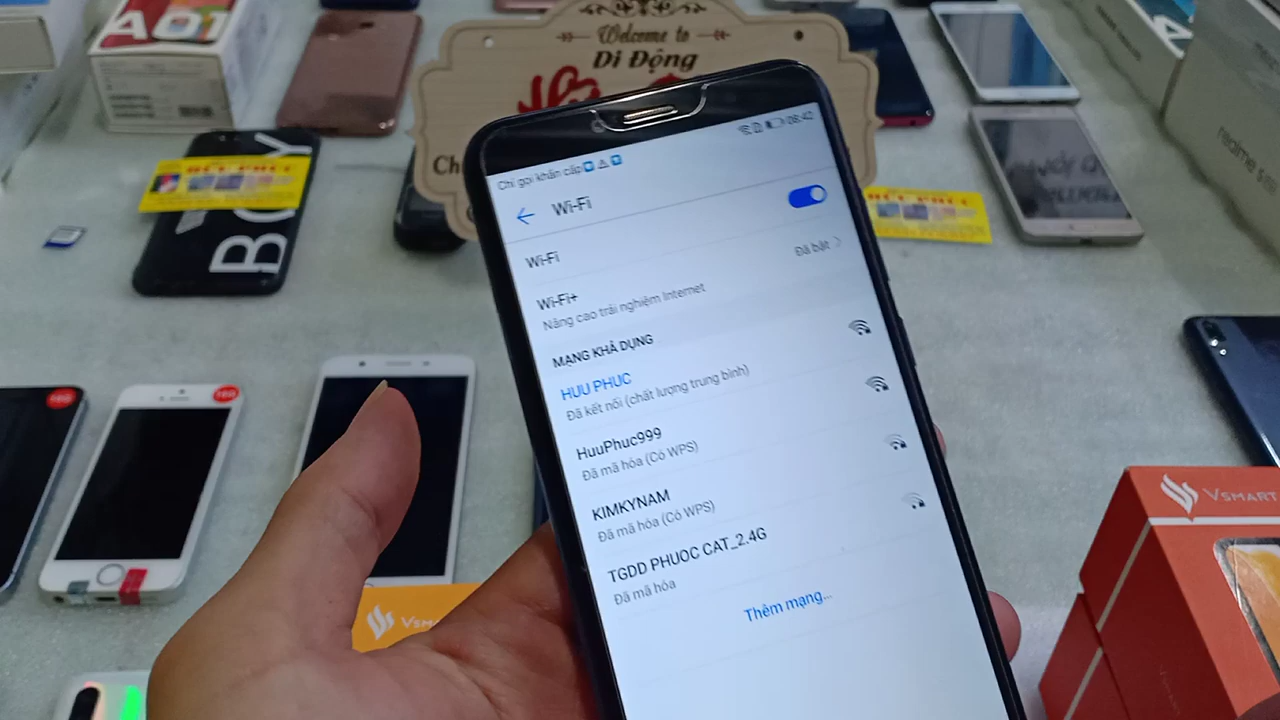 A01
Welcome to
Di Động
Ch
BOY
Chỉ gọi khẩn cấp
08:42
Wi-Fi
Wi-Fi
Đã bật
Wi-Fi+
Nâng cao trải nghiệm Internet
MẠNG KHẢ DỤNG
HUU PHUC
Đã kết nối (chất lượng trung bình)
HuuPhuc999
Đã mã hóa (Có WPS)
KIMKYNAM
Đã mã hóa (Có WPS)
TGDD PHUOC CAT_2.4G
Đã mã hóa
Thêm mạng...
VSMART
realme